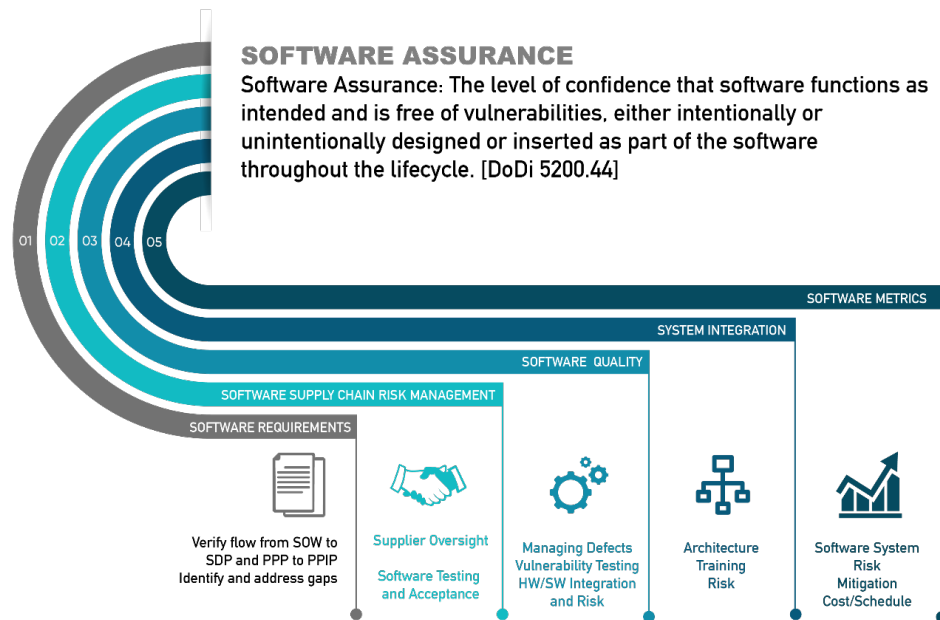 SOFTWARE ASSURANCE
Software Assurance: The level of confidence that software functions as
intended and is free of vulnerabilities, either intentionally or
unintentionally designed or inserted as part of the software
throughout the lifecycle. [DoDi 5200.44]
01
02
03
04
05
SOFTWARE METRICS
SYSTEM INTEGRATION
SOFTWARE QUALITY
SOFTWARE SUPPLY CHAIN RISK MANAGEMENT
SOFTWARE REQUIREMENTS
Verify flow from SOW to
SDP and PPP to PPIP
Identify and address gaps
Supplier Oversight
Software Testing
and Acceptance
Managing Defects
Vulnerability Testing
HW/SW Integration
and Risk
Architecture
Training
Risk
Software System
Risk
Mitigation
Cost/Schedule